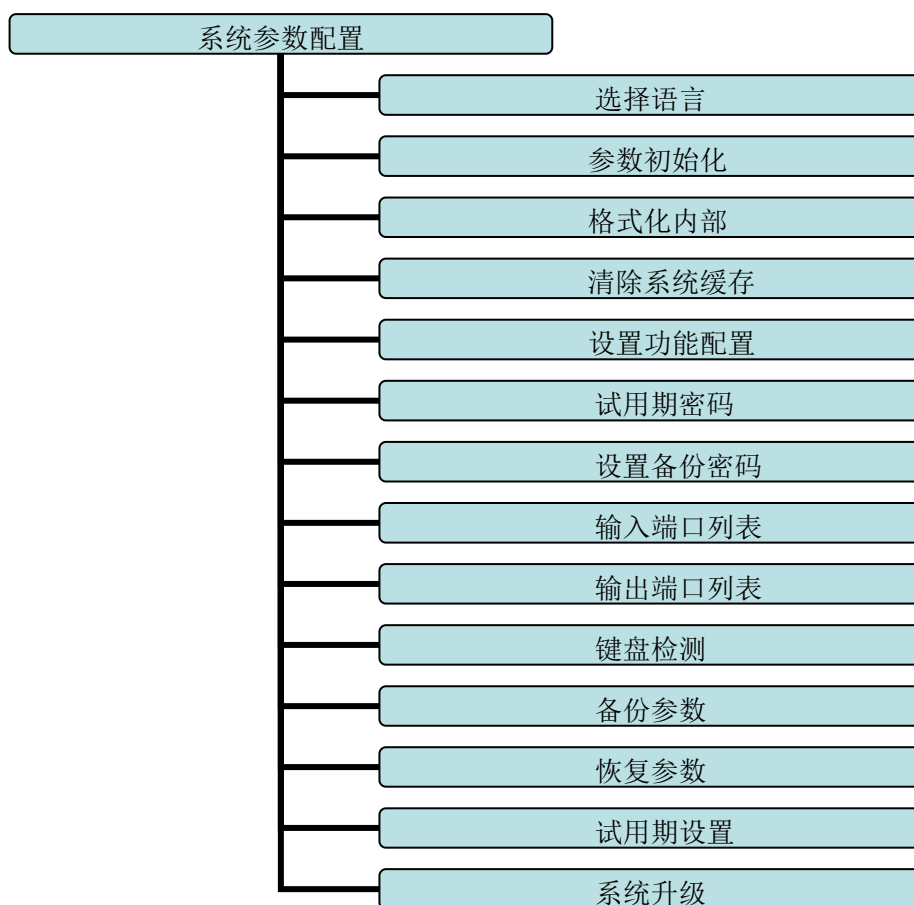 系统参数配置
选择语言
参数初始化
格式化内部
清除系统缓存
设置功能配置
试用期密码
设置备份密码
输入端口列表
输出端口列表
键盘检测
备份参数
恢复参数
试用期设置
系统升级